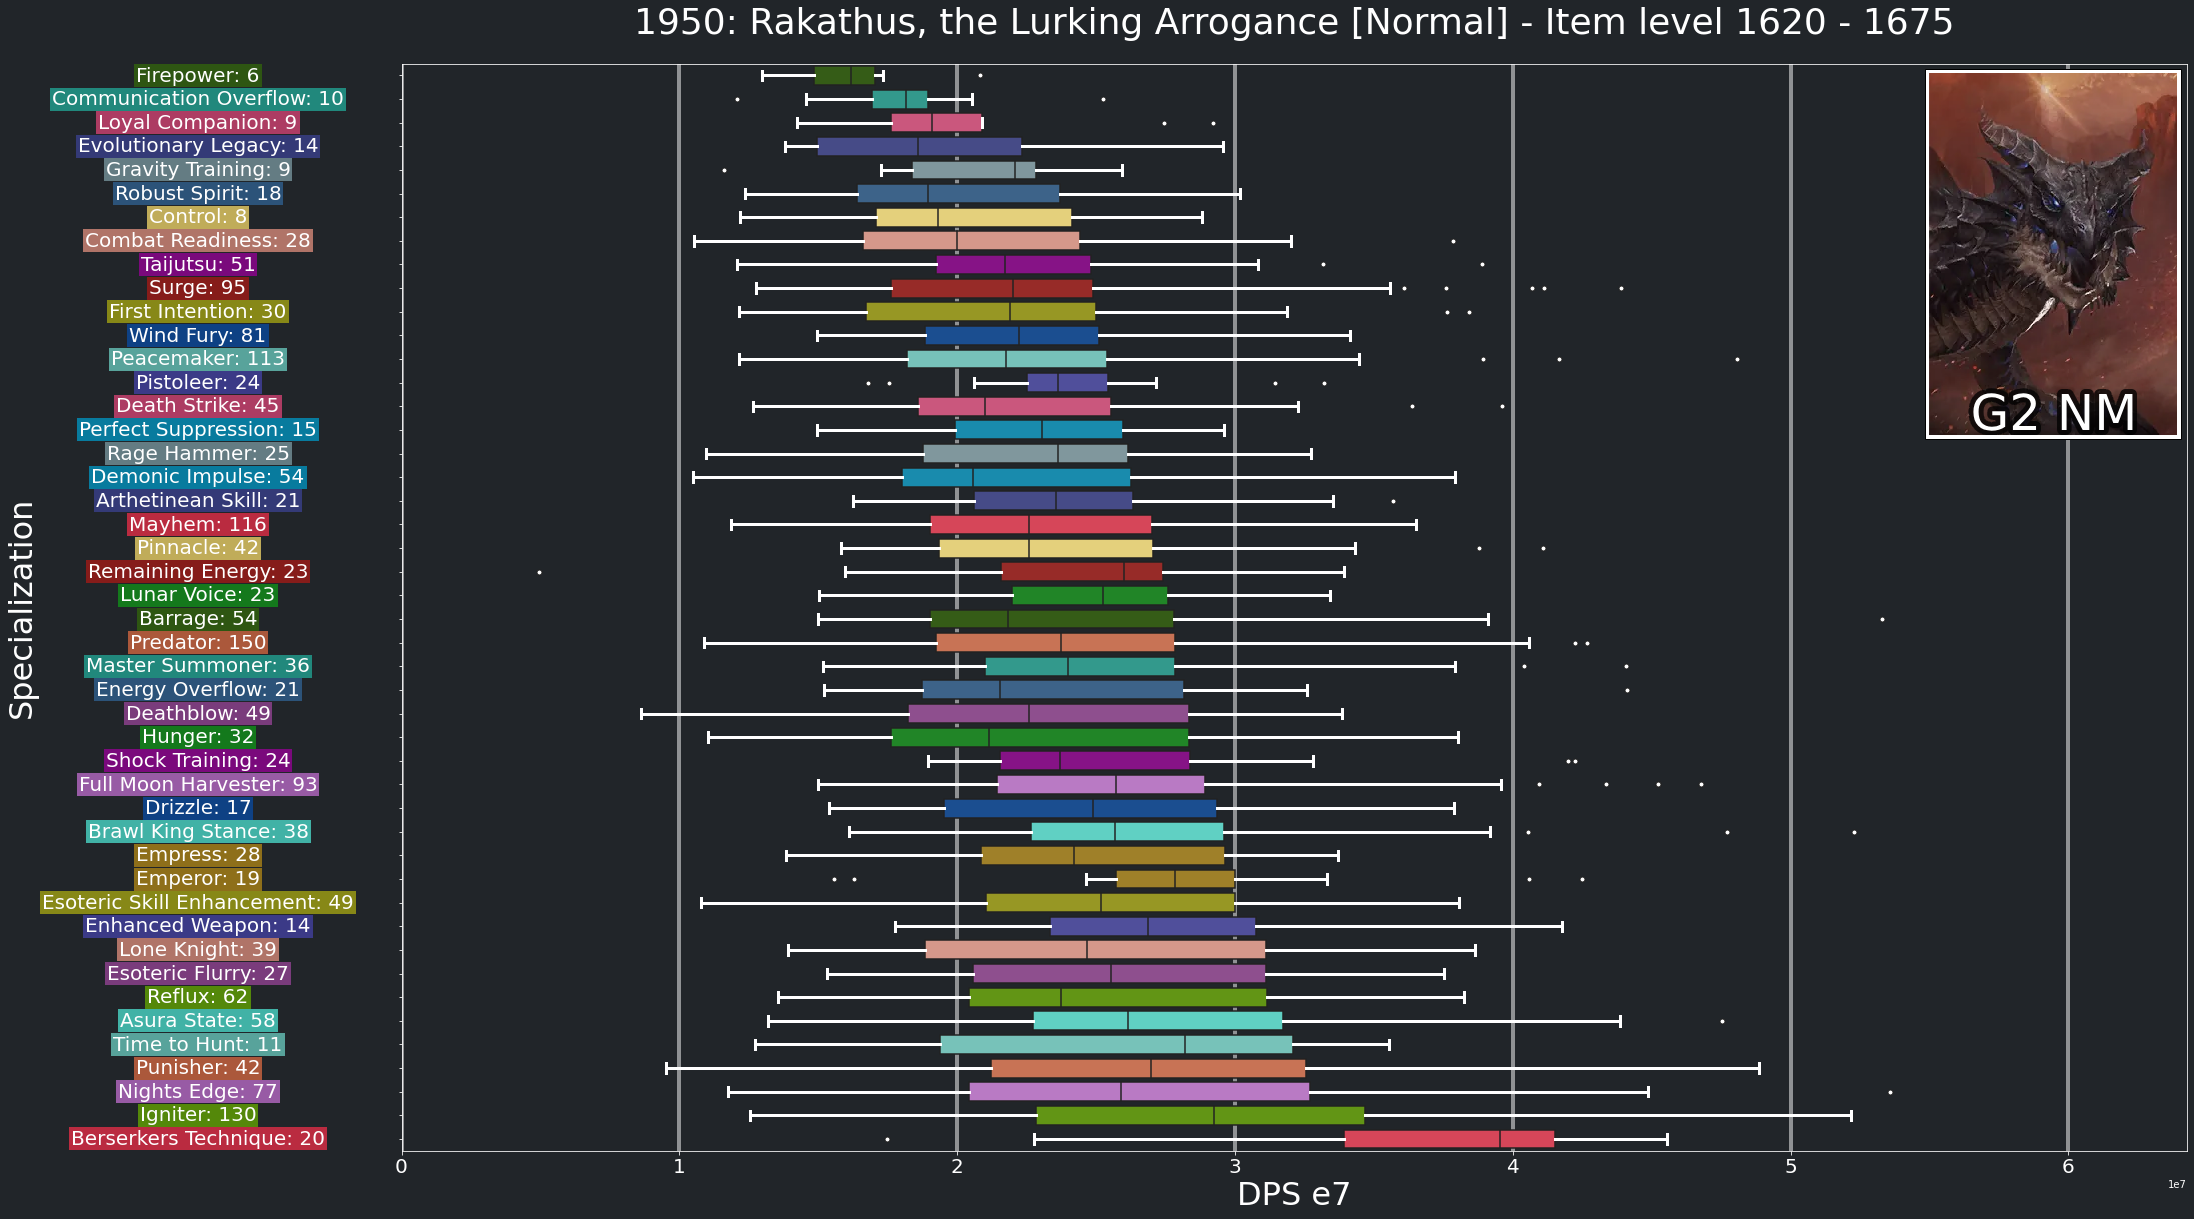 1950: Rakathus, the Lurking Arrogance [Normal] - Item level 1620 - 1675
Firepower: 6
Communication Overflow: 10
Loyal Companion: 9
Evolutionary Legacy: 14
Gravity Training: 9
Robust Spirit: 18
Control: 8
Combat Readiness: 28
Taijutsu: 51
Surge: 95
First Intention: 30
Wind Fury: 81
Peacemaker: 113
Pistoleer: 24
Death Strike: 45
Perfect Suppression: 15
Rage Hammer: 25
Demonic Impulse: 54
Arthetinean Skill: 21
Mayhem: 116
Pinnacle: 42
Remaining Energy: 23
Lunar Voice: 23
Barrage: 54
Predator: 150
Master Summoner: 36
Energy Overflow: 21
Deathblow: 49
Hunger: 32
Shock Training: 24
Full Moon Harvester: 93
Drizzle: 17
Brawl King Stance: 38
Empress: 28
Emperor: 19
Esoteric Skill Enhancement: 49
Enhanced Weapon: 14
Lone Knight: 39
Esoteric Flurry: 27
Reflux: 62
Asura State: 58
Time to Hunt: 11
Punisher: 42
Nights Edge: 77
Igniter: 130
Berserkers Technique: 20
Specialization
G2 NM
0 1 2 3 4 5 6
DPS e7
1e7